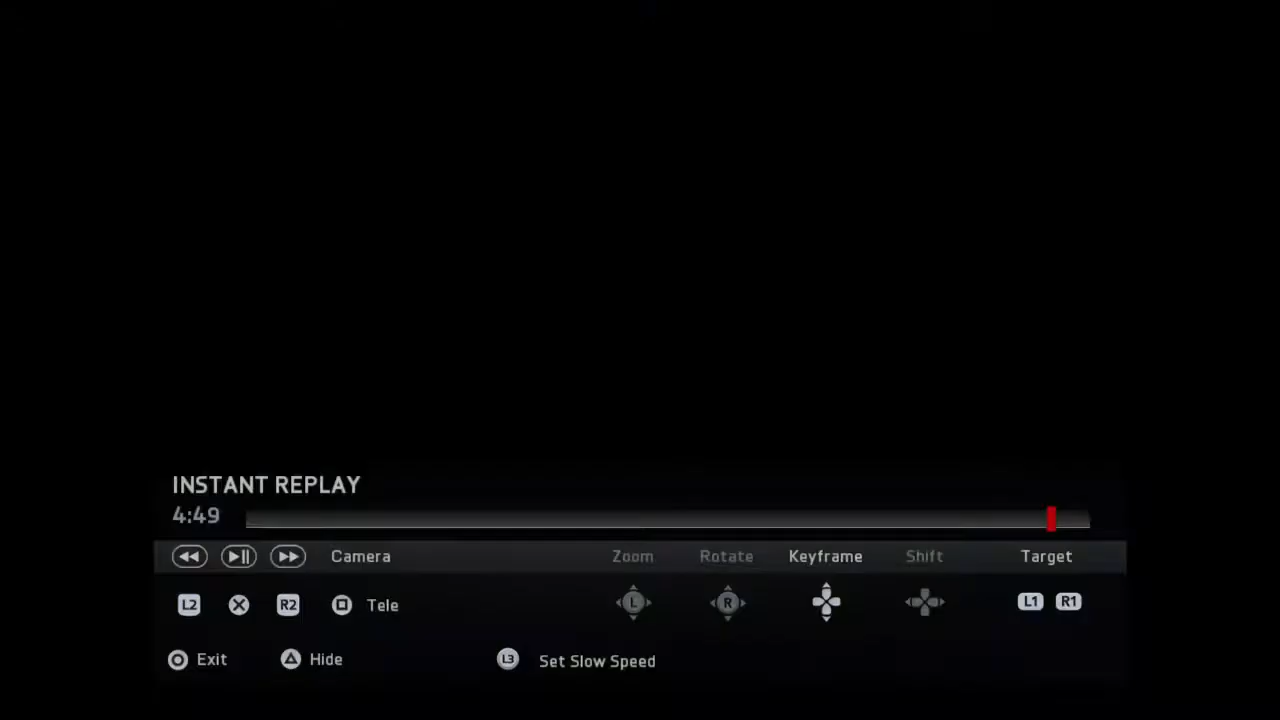 INSTANT REPLAY
4:49
Camera Zoom Rotate Keyframe Shift Target
L2 R2 Tele L R L1 R1
Exit Hide L3 Set Slow Speed